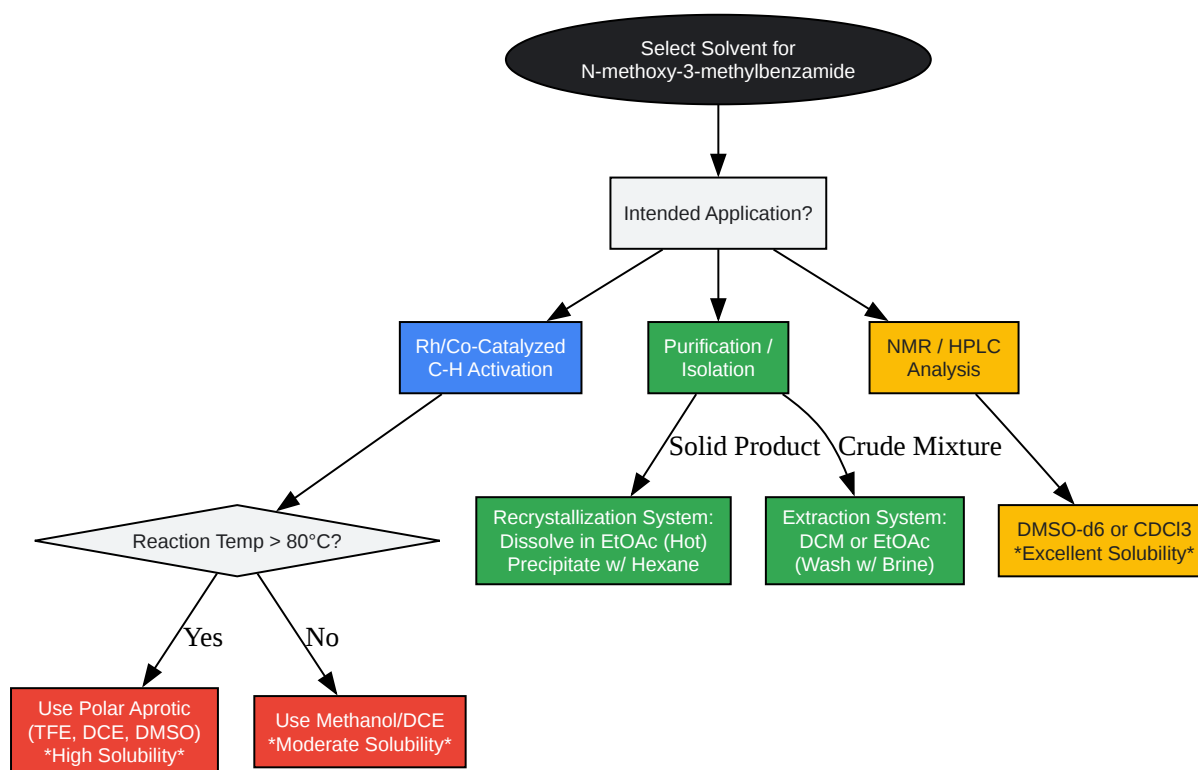 Select Solvent for
N-methoxy-3-methylbenzamide
Intended Application?
Rh/Co-Catalyzed
C-H Activation
Purification /
Isolation
NMR / HPLC
Analysis
Solid Product
Crude Mixture
Reaction Temp > 80°C?
Recrystallization System:
Dissolve in EtOAc (Hot)
Precipitate w/ Hexane
Extraction System:
DCM or EtOAc
(Wash w/ Brine)
DMSO-d6 or CDCl3
*Excellent Solubility*
Yes
No
Use Polar Aprotic
(TFE, DCE, DMSO)
*High Solubility*
Use Methanol/DCE
*Moderate Solubility*